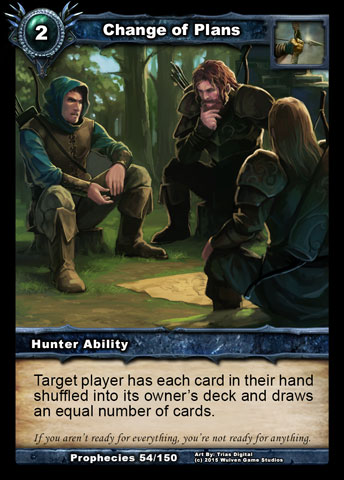 2
Change of Plans
Hunter Ability
Target player has each card in their hand
shuffled into its owner's deck and draws
an equal number of cards.
If you aren't ready for everything, you're not ready for anything.
Prophecies 54/150
Art By: Trias Digital
(c) 2015 Wulven Game Studios